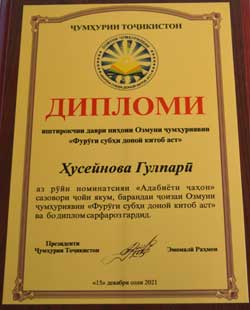 ҶУМҲУРИИ ТОҶИКИСТОН
ДИПЛОМИ
иштирокчии даври ниҳоии Озмуни ҷумҳуриявии
«Фурӯғи субҳи доноӣ китоб аст»
Ҳусейнова Гулпарӣ
аз рӯйи номинатсияи «Адабиёти ҷаҳон»
сазовори ҷойи якум, барандаи ҷоизаи Озмуни
ҷумҳуриявии «Фурӯғи субҳи доноӣ китоб аст»
ва бо диплом сарфароз гардид.
Президенти
Ҷумҳурии Тоҷикистон
Эмомалӣ Раҳмон
«15» декабри соли 2021